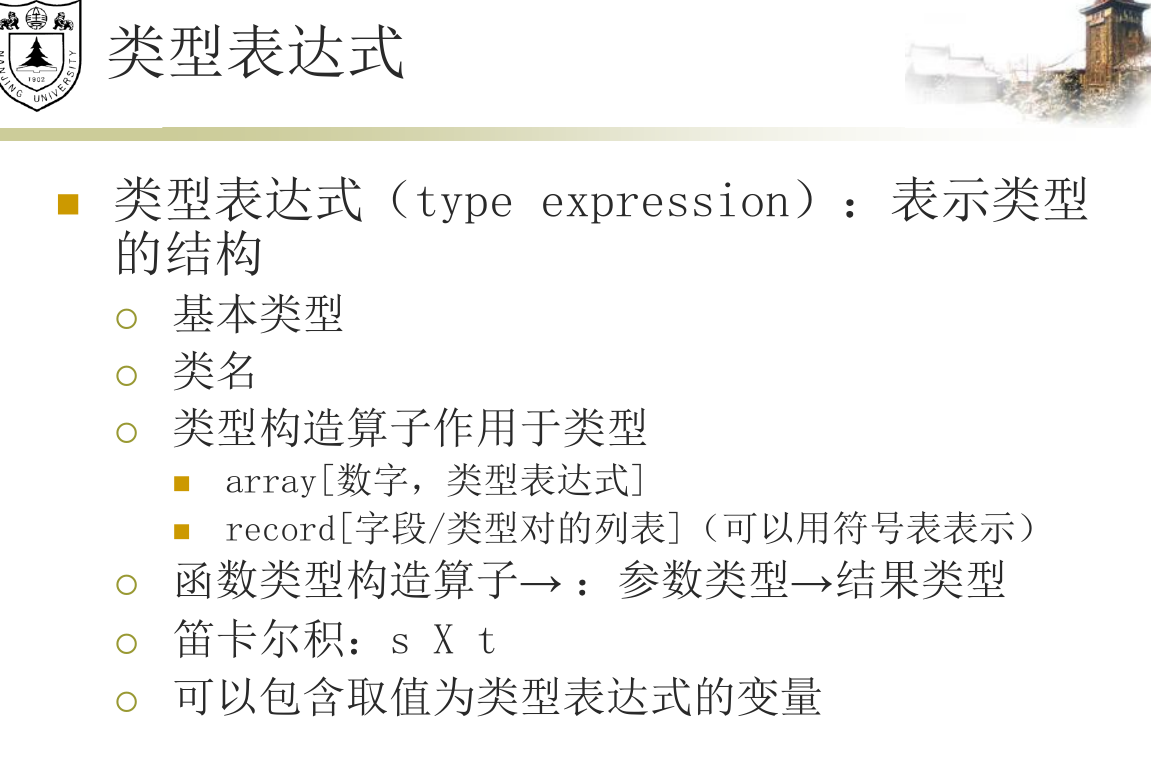 NANJING UNIVERSITY
1902
类型表达式
类型表达式（type expression）：表示类型
的结构
基本类型
类名
类型构造算子作用于类型
array[数字，类型表达式]
record[字段/类型对的列表]（可以用符号表表示）
函数类型构造算子→：参数类型→结果类型
笛卡尔积：s X t
可以包含取值为类型表达式的变量